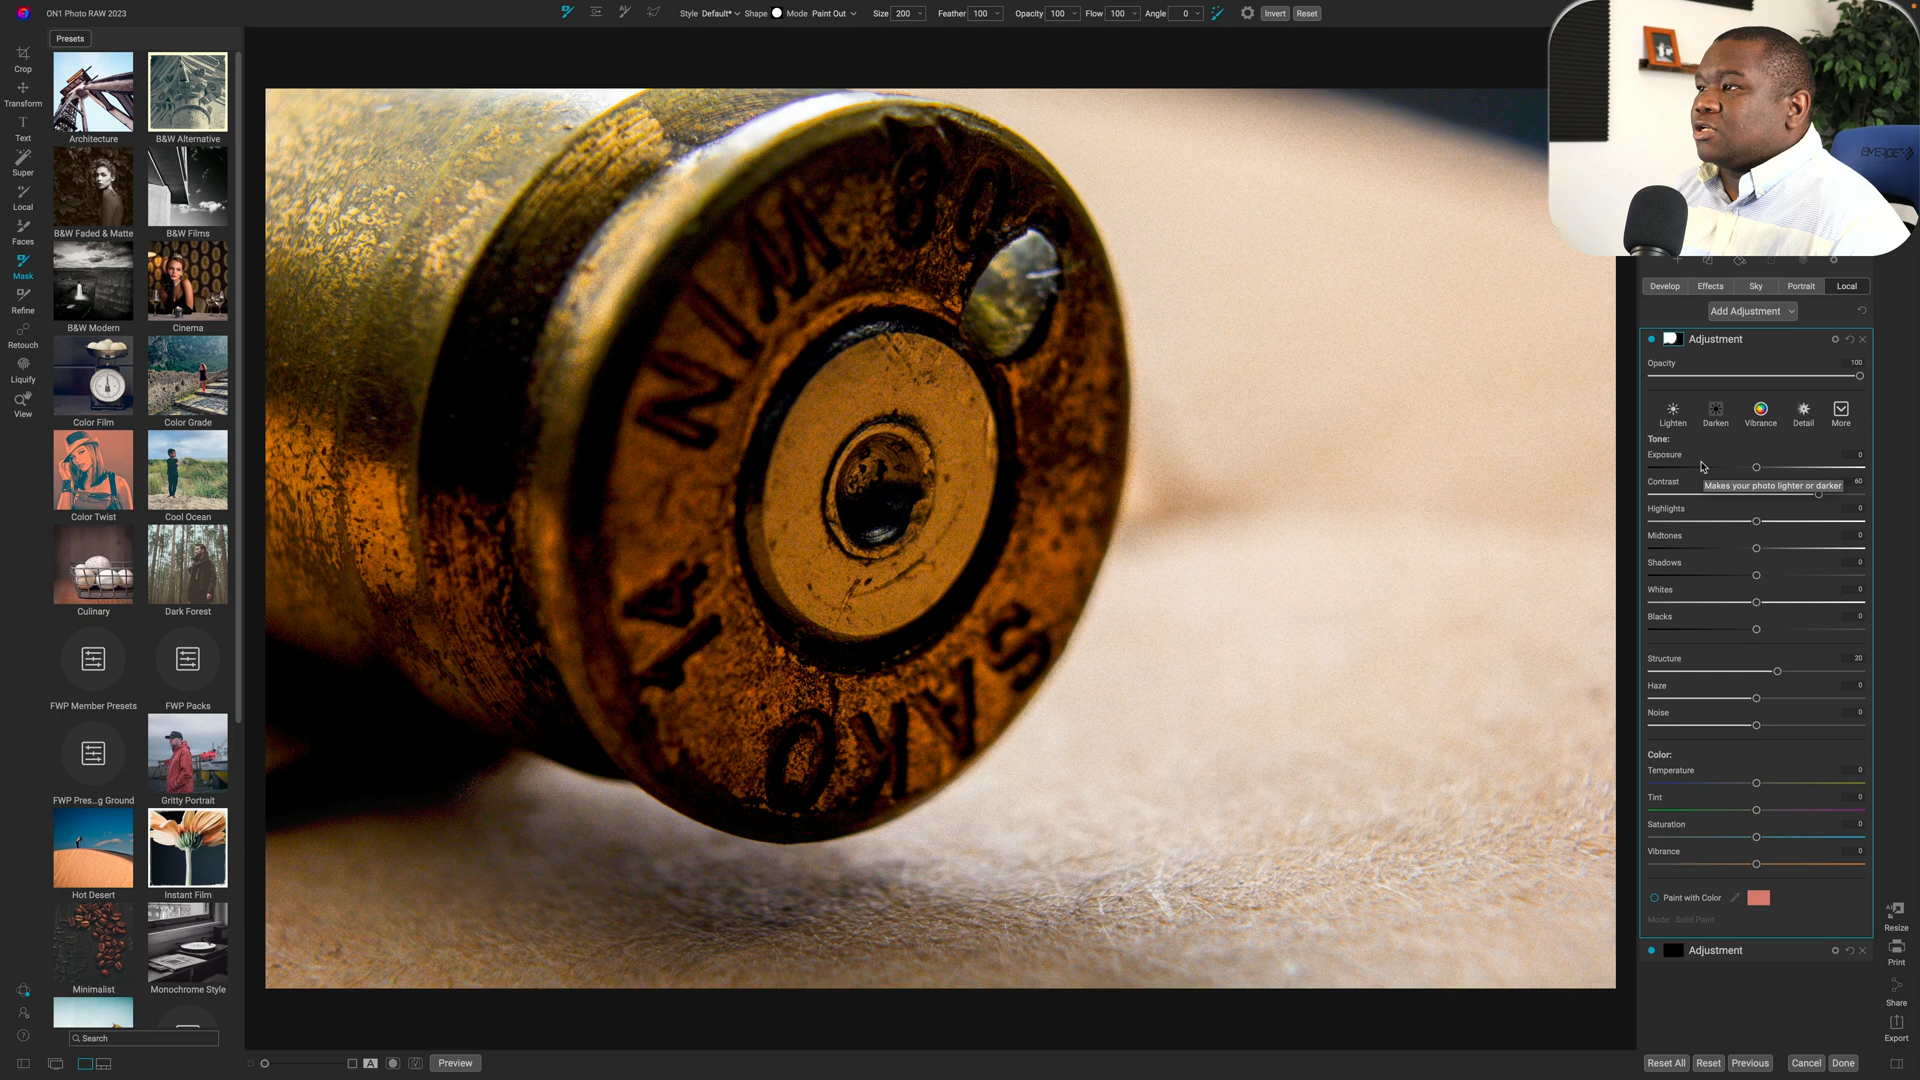 ON1 Photo RAW 2023
Style Default* Shape Mode Paint Out Size 200 Feather 100 Opacity 100 Flow 100 Angle 0 Invert Reset
Presets
Crop
Transform
Text
Super
Local
Faces
Mask
Refine
Retouch
Liquify
View
Architecture B&W Alternative
B&W Faded & Matte B&W Films
B&W Modern Cinema
Color Film Color Grade
Color Twist Cool Ocean
Culinary Dark Forest
FWP Member Presets FWP Packs
FWP Pres...g Ground Gritty Portrait
Hot Desert Instant Film
Minimalist Monochrome Style
Search
A Preview
308 WIN
SAKO
EMERGE
Develop Effects Sky Portrait Local
Add Adjustment
Adjustment
Opacity 100
Lighten Darken Vibrance Detail More
Tone:
Exposure 0
Contrast 60
Makes your photo lighter or darker
Highlights 0
Midtones 0
Shadows 0
Whites 0
Blacks 0
Structure 20
Haze 0
Noise 0
Color:
Temperature 0
Tint 0
Saturation 0
Vibrance 0
Paint with Color
Mode: Solid Paint
Adjustment
AI
Resize
Print
Share
Export
Reset All Reset Previous Cancel Done